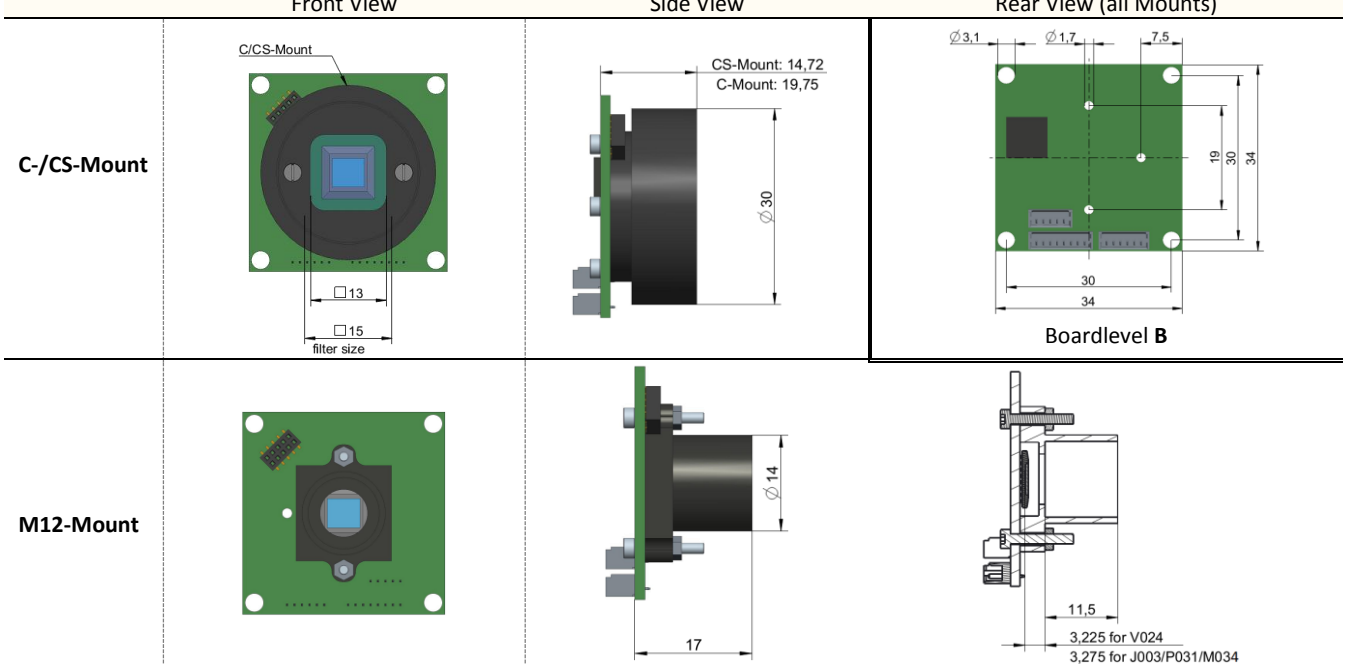 Front View
Side View
Rear View (all Mounts)
C-/CS-Mount
C/CS-Mount
□ 13
□ 15
filter size
CS-Mount: 14,72
C-Mount: 19,75
∅ 30
∅ 3,1
∅ 1,7
7,5
19
30
34
30
34
Boardlevel B
M12-Mount
∅ 14
17
11,5
3,225 for V024
3,275 for J003/P031/M034